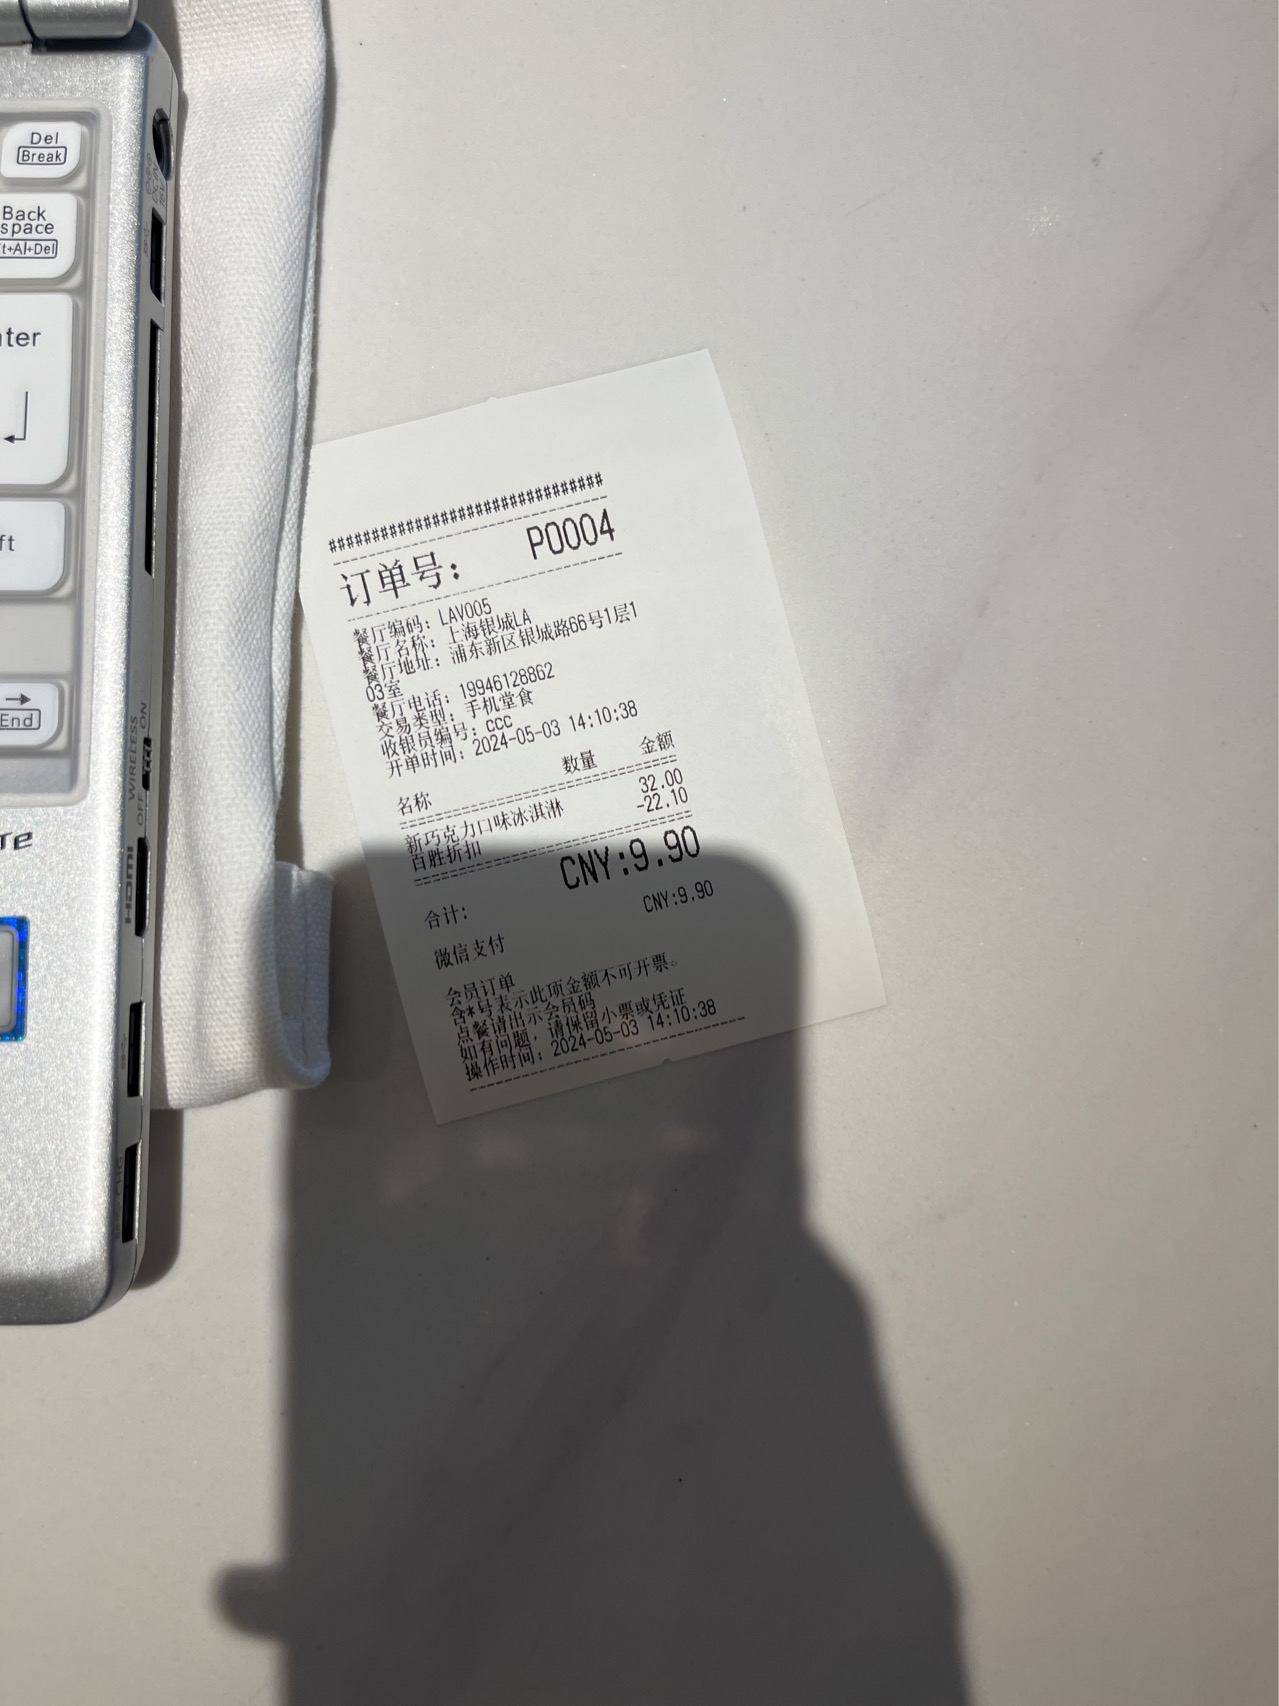 Del
Break
Back
space
t+Al+Del
nter
ft
End
WIRELESS
OFF
ON
HDMI
##############################
订单号: P0004
餐厅编码: LAV005
餐厅名称: 上海银城LA
餐厅地址: 浦东新区银城路66号1层1
03室
餐厅电话: 19946128862
交易类型: 手机堂食
收银员编号: ccc
开单时间: 2024-05-03 14:10:38
名称 数量 金额
新巧克力口味冰淇淋 32.00
百胜折扣 -22.10
合计: CNY:9.90
微信支付 CNY:9.90
会员订单
含*号表示此项金额不可开票。
点餐请出示会员码
如有问题, 请保留小票或凭证
操作时间: 2024-05-03 14:10:38